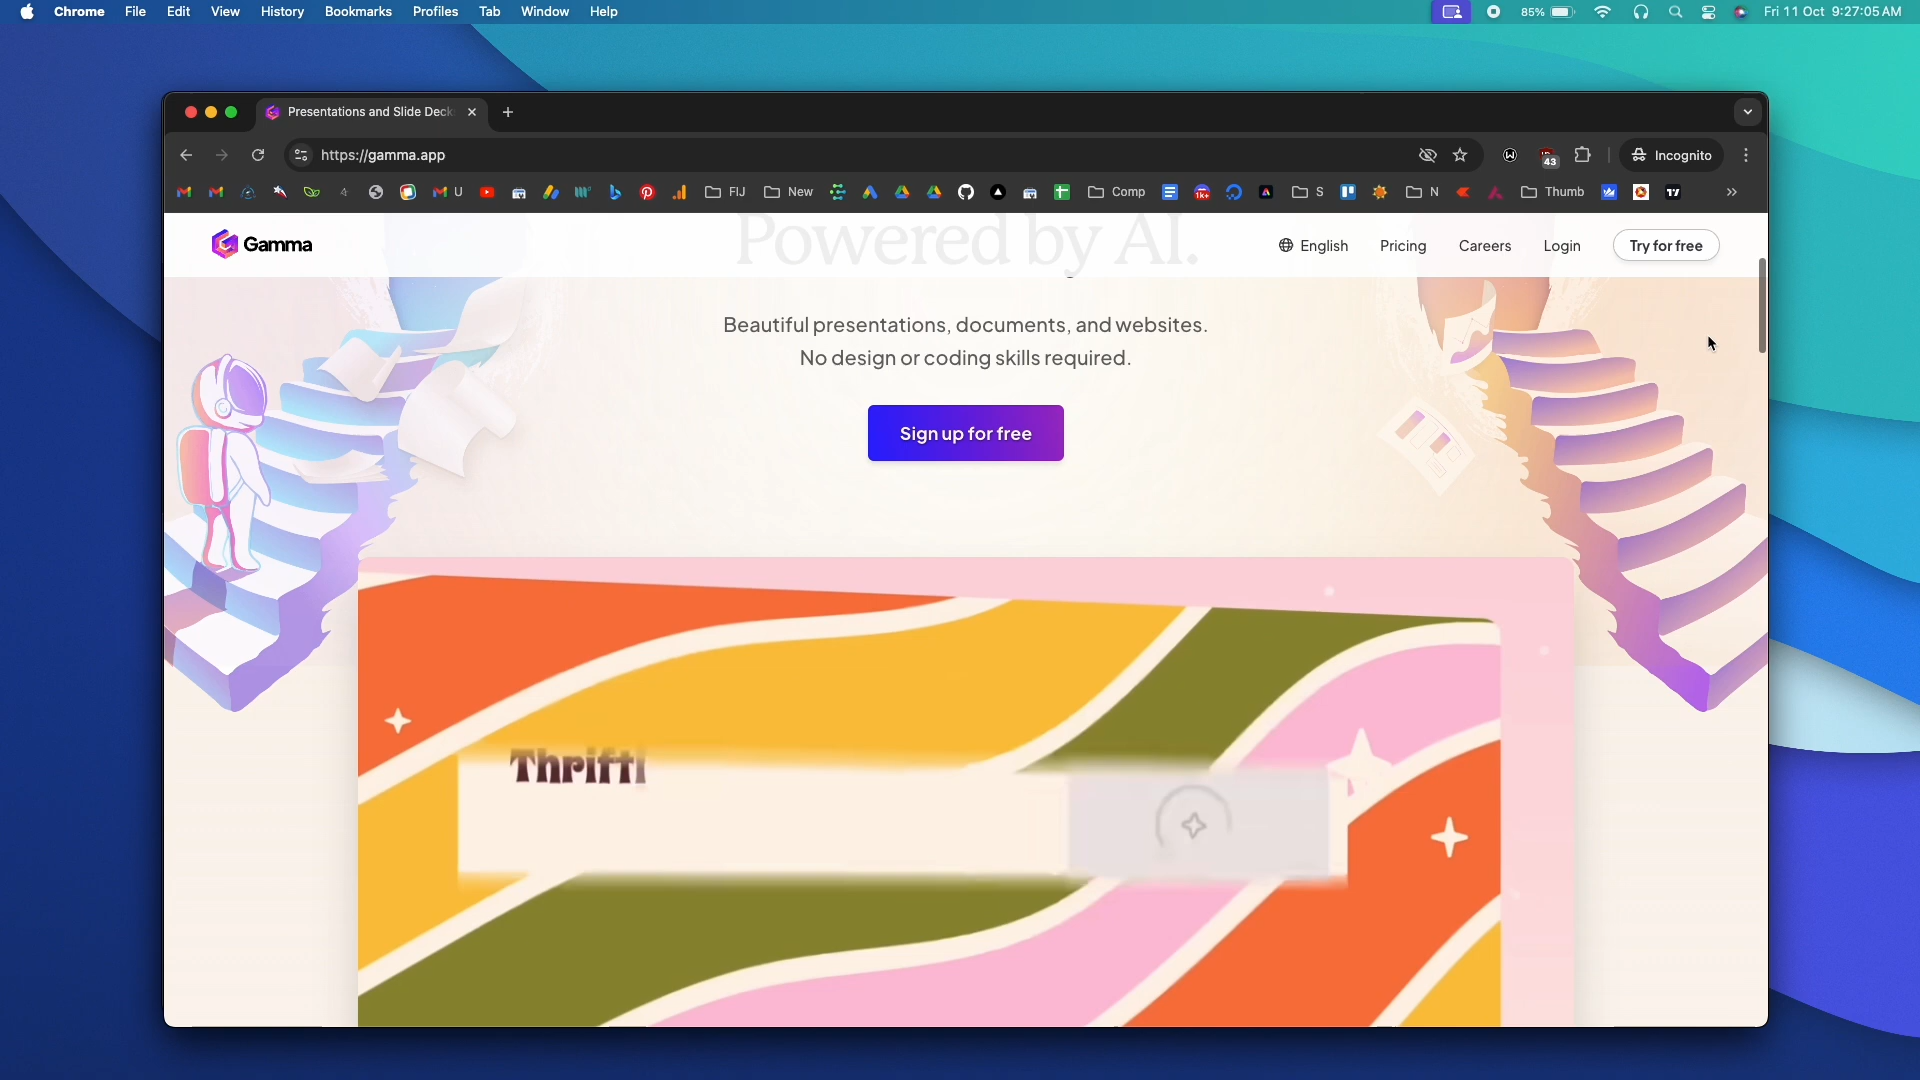 Chrome File Edit View History Bookmarks Profiles Tab Window Help
85% Fri 11 Oct 9:27:05 AM
Presentations and Slide Deck
https://gamma.app
43
Incognito
U FIJ New Comp 1K+ S N Thumb
Gamma
English Pricing Careers Login Try for free
Powered by AI.
Beautiful presentations, documents, and websites.
No design or coding skills required.
Sign up for free